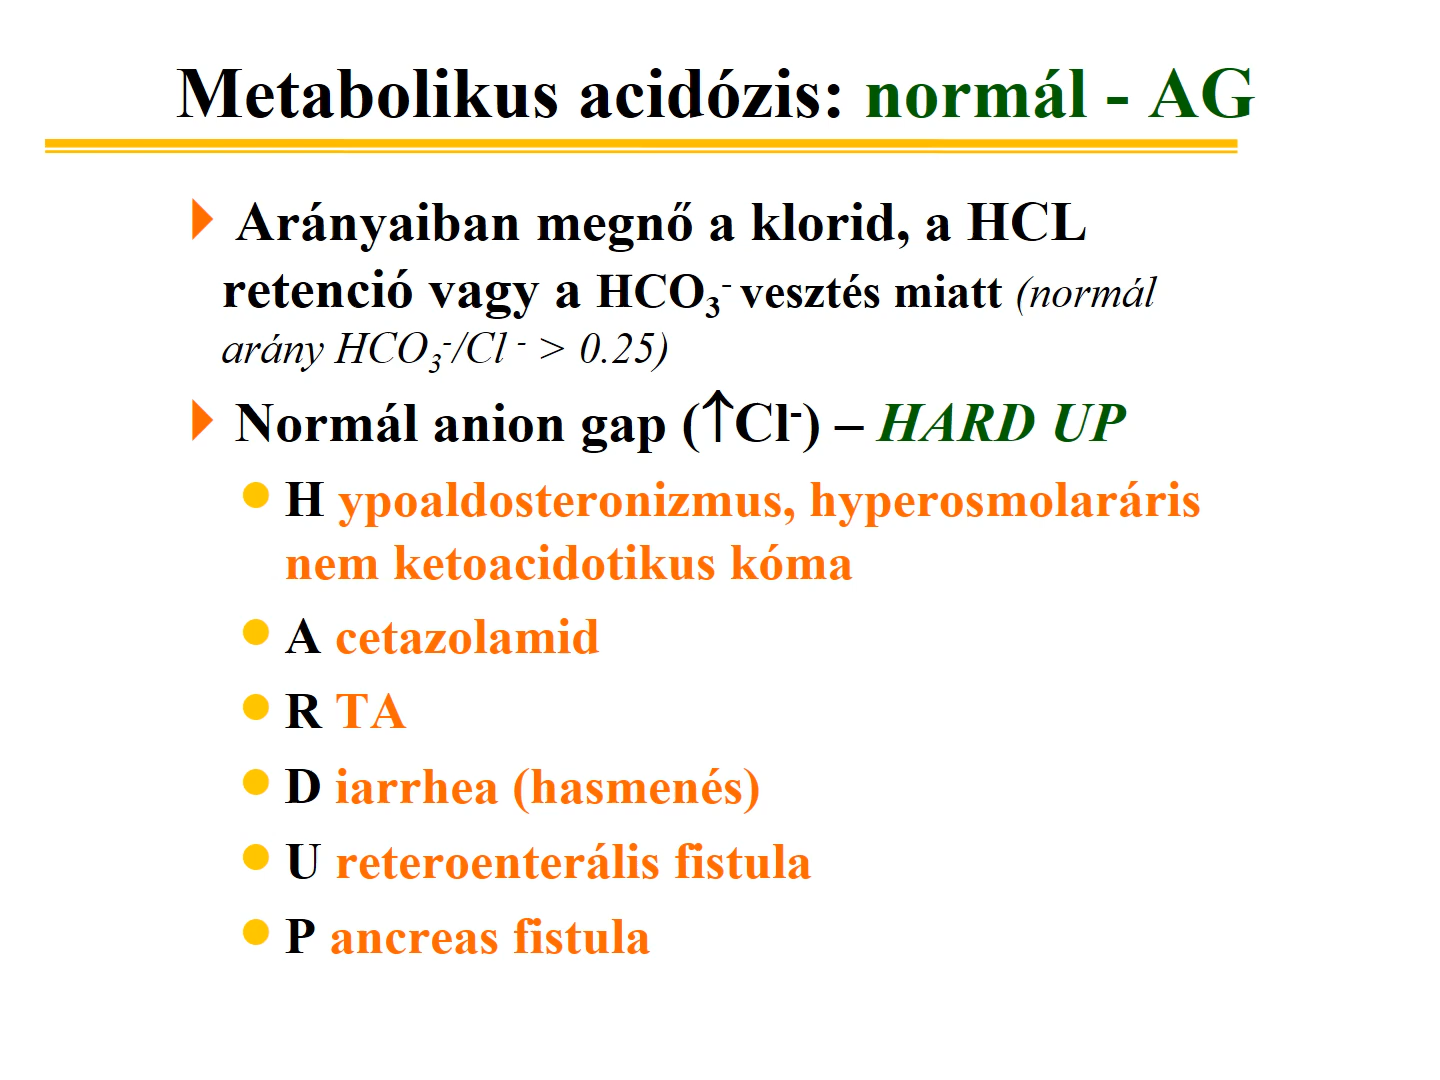 Metabolikus acidózis: normál - AG
Arányaiban megnő a klorid, a HCL
retenció vagy a HCO₃⁻ vesztés miatt (normál
arány HCO₃⁻/Cl ⁻ > 0.25)
Normál anion gap (↑Cl⁻) – HARD UP
H ypoaldosteronizmus, hyperosmolaráris
nem ketoacidotikus kóma
A cetazolamid
R TA
D iarrhea (hasmenés)
U reteroenterális fistula
P ancreas fistula